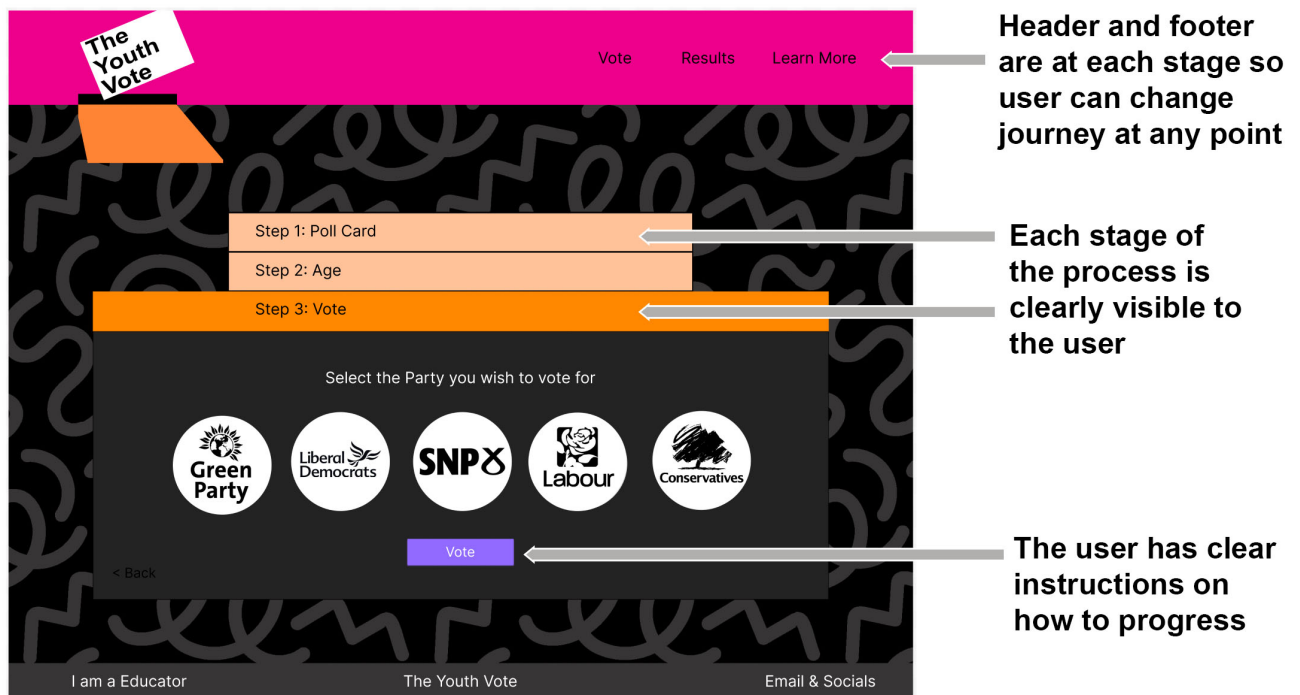 The
Youth
Vote
Vote Results Learn More
Header and footer
are at each stage so
user can change
journey at any point
Step 1: Poll Card
Step 2: Age
Step 3: Vote
Each stage of
the process is
clearly visible to
the user
Select the Party you wish to vote for
Green
Party
Liberal
Democrats
SNP
Labour
Conservatives
Vote
< Back
The user has clear
instructions on
how to progress
I am a Educator The Youth Vote Email & Socials